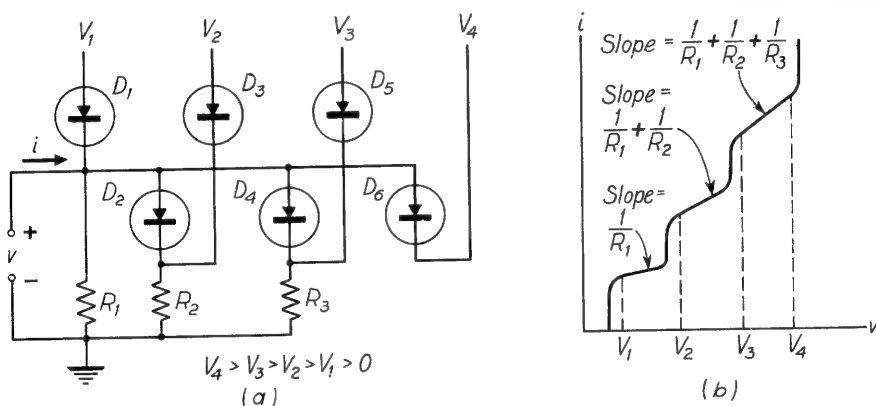 V₁ V₂ V₃ V₄
D₁ D₃ D₅
i
D₂ D₄ D₆
+
v
−
R₁ R₂ R₃
V₄ > V₃ > V₂ > V₁ > 0
(a)
i
Slope = 1/R₁ + 1/R₂ + 1/R₃
Slope =
1/R₁ + 1/R₂
Slope =
1/R₁
V₁ V₂ V₃ V₄ v
(b)